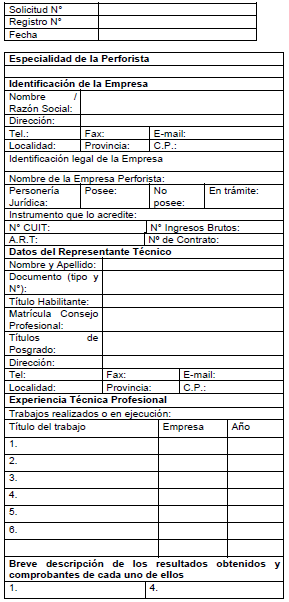 Solicitud N°
Registro N°
Fecha
Especialidad de la Perforista
Identificación de la Empresa
Nombre /
Razón Social:
Dirección:
Tel.: Fax: E-mail:
Localidad: Provincia: C.P.:
Identificación legal de la Empresa
Nombre de la Empresa Perforista:
Personería Jurídica: Posee: No posee: En trámite:
Instrumento que lo acredite:
N° CUIT: N° Ingresos Brutos:
A.R.T: Nº de Contrato:
Datos del Representante Técnico
Nombre y Apellido:
Documento (tipo y
N°):
Título Habilitante:
Matrícula Consejo
Profesional:
Títulos de
Posgrado:
Dirección:
Tel: Fax: E-mail:
Localidad: Provincia: C.P.:
Experiencia Técnica Profesional
Trabajos realizados o en ejecución:
Título del trabajo Empresa Año
1.
2.
3.
4.
5.
6.
Breve descripción de los resultados obtenidos y
comprobantes de cada uno de ellos
1. 4.